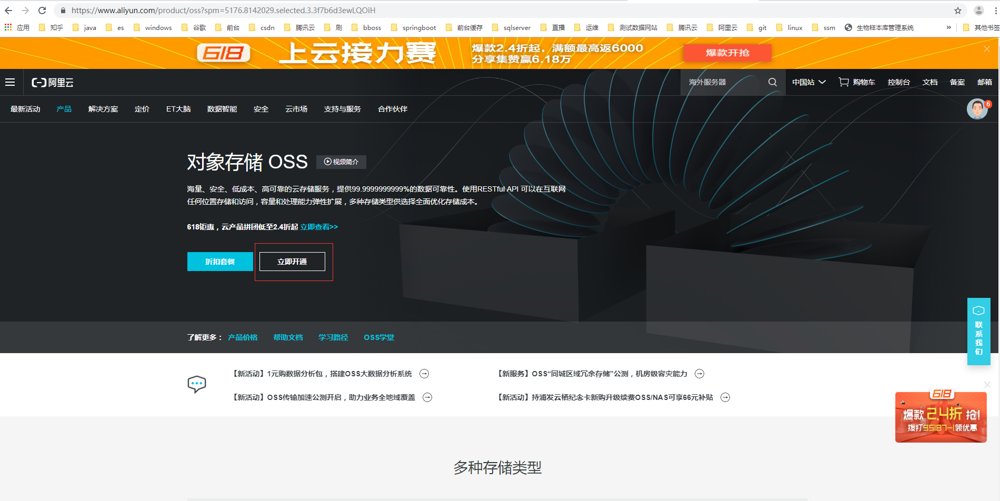 https://www.aliyun.com/product/oss?spm=5176.8142029.selected.3.3f7b6d3ewLQOiH
应用 知乎 java es windows 谷歌 前台 csdn 腾讯云 刷 bboss springboot 前台缓存 sqlserver 直播 运维 测试数据网站 腾讯云 阿里云 git linux ssm 生物样本库管理系统 » 其他书签
618 上云接力赛 爆款2.4折起，满额最高返6000 爆款开抢
分享集赞赢6.18万
阿里云 海外服务器 中国站 购物车 控制台 文档 备案 邮箱
最新活动 产品 解决方案 定价 ET大脑 数据智能 安全 云市场 支持与服务 合作伙伴 6
对象存储 OSS 视频简介
海量、安全、低成本、高可靠的云存储服务，提供99.9999999999%的数据可靠性。使用RESTful API 可以在互联网
任何位置存储和访问，容量和处理能力弹性扩展，多种存储类型供选择全面优化存储成本。
618钜惠，云产品拼团低至2.4折起 立即查看>>
折扣套餐 立即开通
联系我们
了解更多： 产品价格 帮助文档 学习路径 OSS学堂
【新活动】1元购数据分析包，搭建OSS大数据分析系统 【新服务】OSS“同城区域冗余存储”公测，机房级容灾能力
【新活动】OSS传输加速公测开启，助力业务全地域覆盖 【新活动】持浦发云栖纪念卡新购升级续费OSS/NAS可享66元补贴
618
爆款2.4折 抢!
拨打95187-1领优惠
多种存储类型